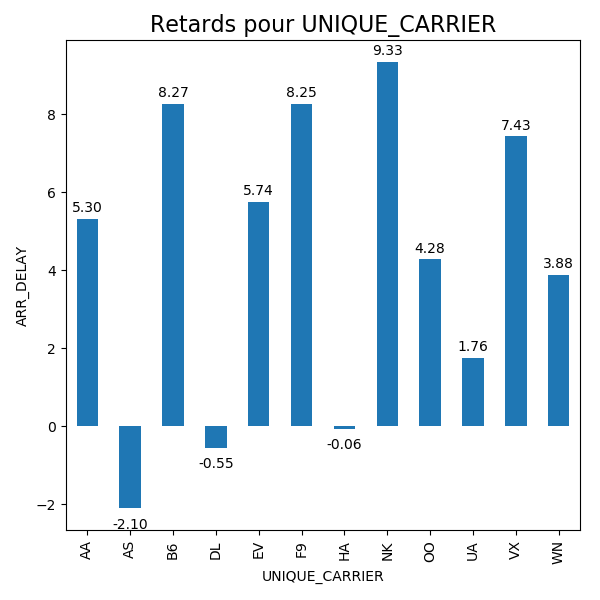 Retards pour UNIQUE_CARRIER
9.33
8.27
8.25
7.43
5.74
5.30
4.28
3.88
1.76
-0.06
-0.55
-2.10
ARR_DELAY
8
6
4
2
0
−2
AA
AS
B6
DL
EV
F9
HA
NK
OO
UA
VX
WN
UNIQUE_CARRIER